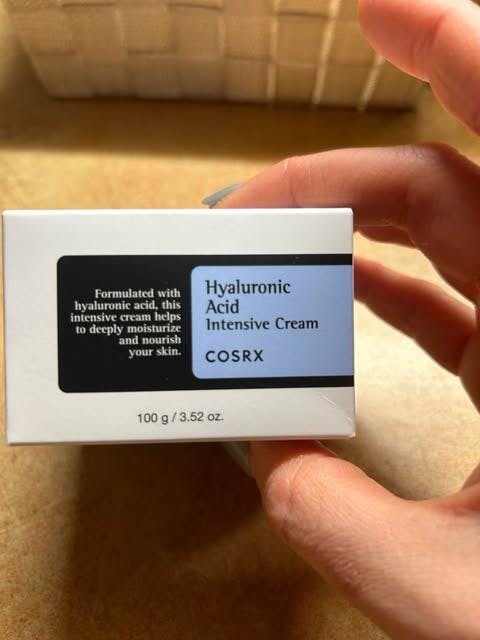 Formulated with
hyaluronic acid, this
intensive cream helps
to deeply moisturize
and nourish
your skin.
Hyaluronic
Acid
Intensive Cream
COSRX
100 g / 3.52 oz.